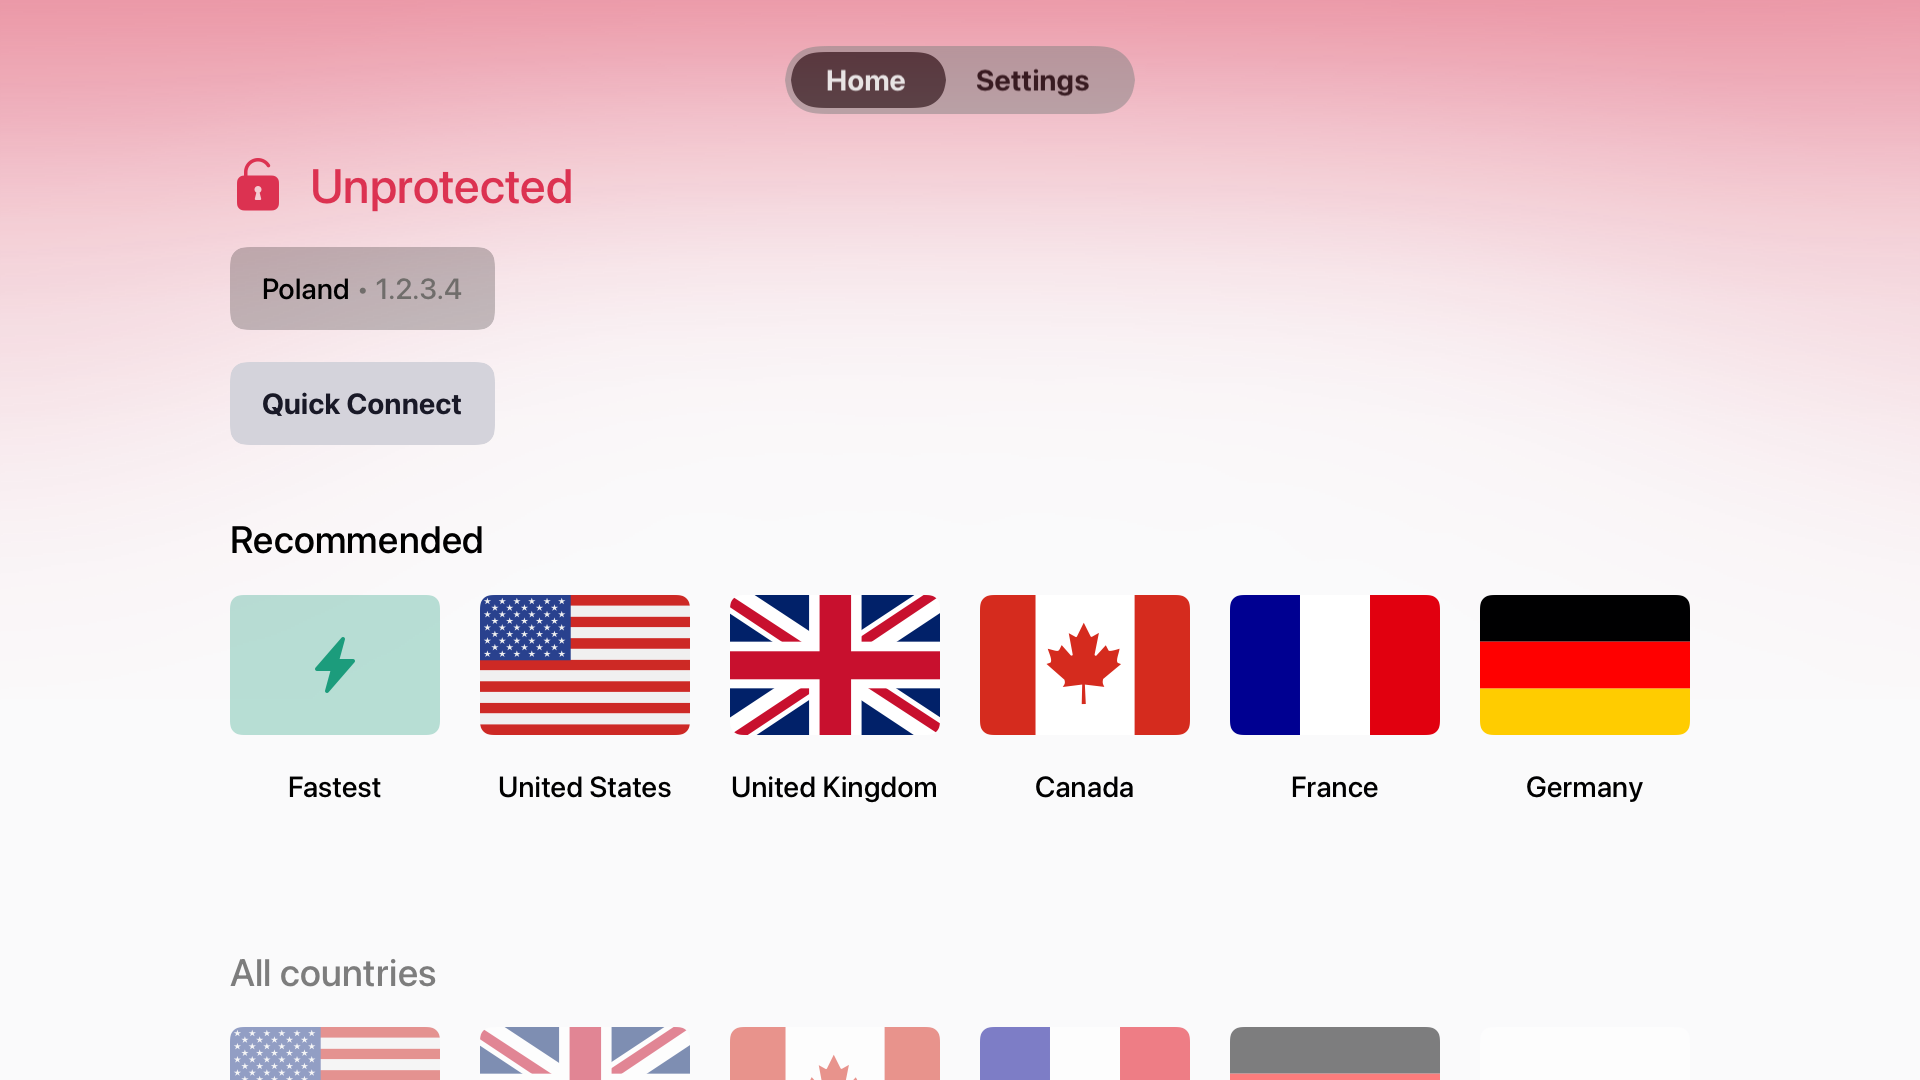 Home
Settings
Unprotected
Poland • 1.2.3.4
Quick Connect
Recommended
Fastest
United States
United Kingdom
Canada
France
Germany
All countries